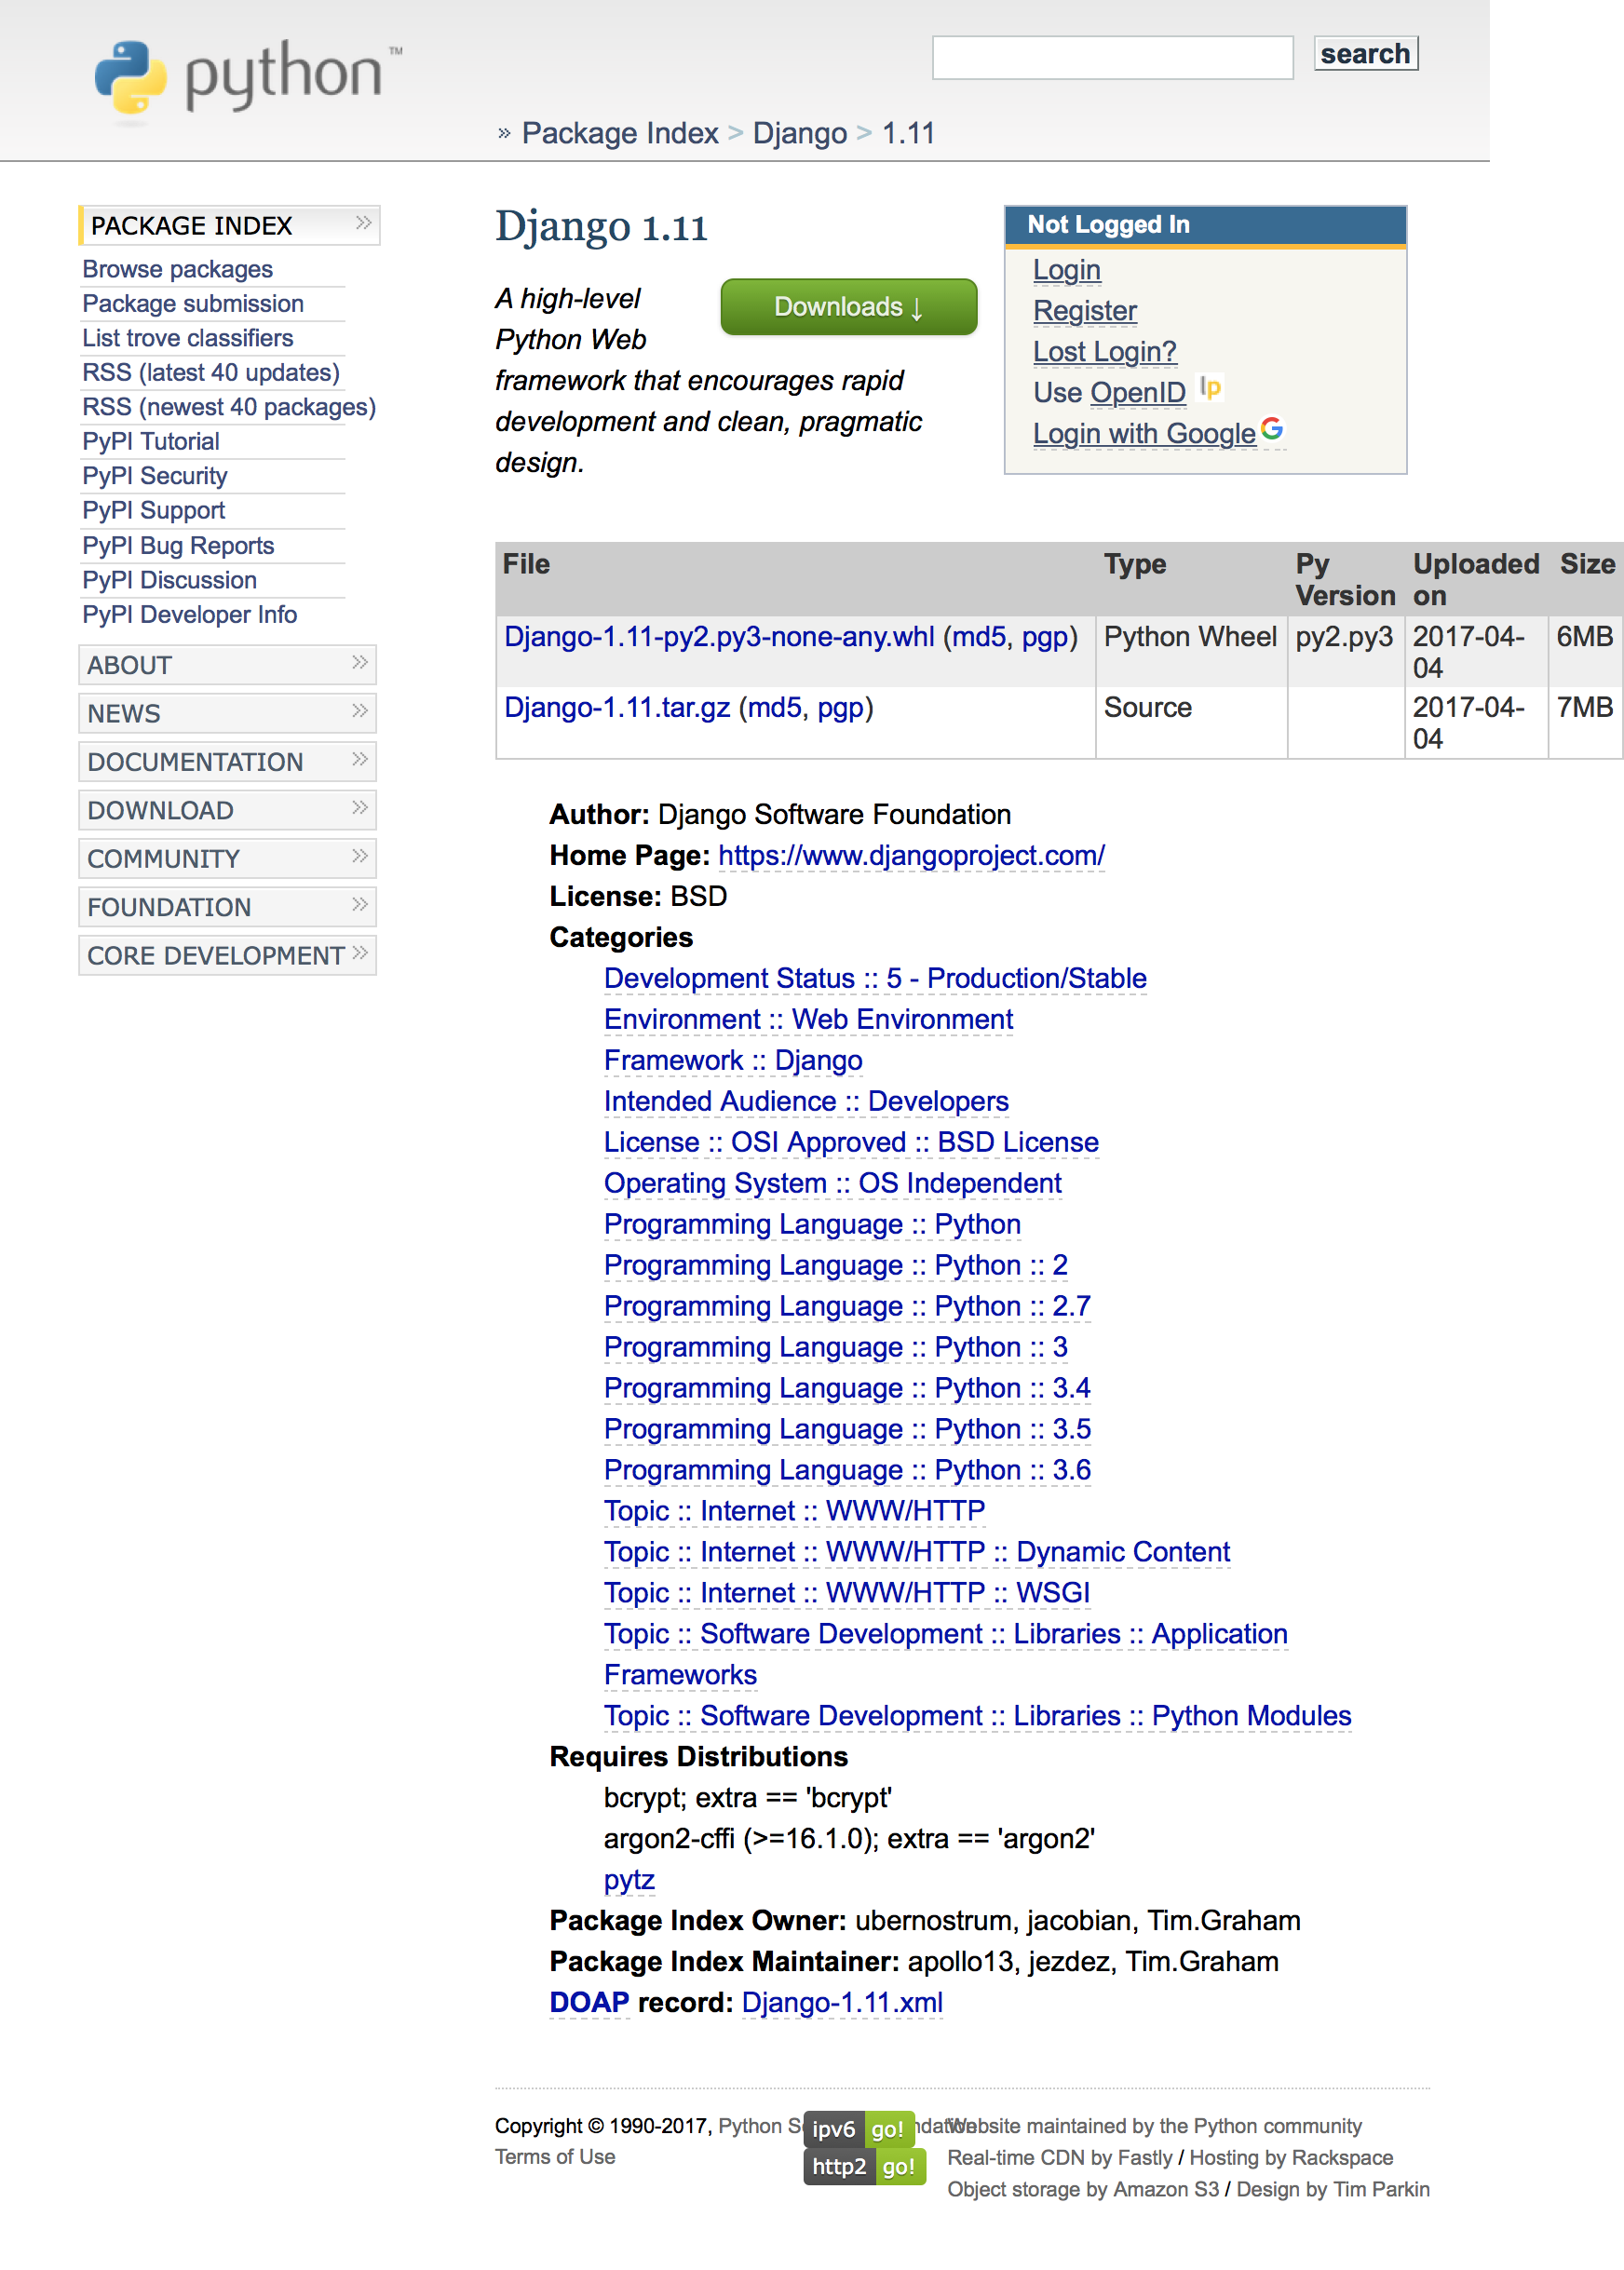 python™
search
» Package Index > Django > 1.11
PACKAGE INDEX »
Browse packages
Package submission
List trove classifiers
RSS (latest 40 updates)
RSS (newest 40 packages)
PyPI Tutorial
PyPI Security
PyPI Support
PyPI Bug Reports
PyPI Discussion
PyPI Developer Info
ABOUT »
NEWS »
DOCUMENTATION »
DOWNLOAD »
COMMUNITY »
FOUNDATION »
CORE DEVELOPMENT »
Django 1.11
Downloads ↓
A high-level
Python Web
framework that encourages rapid
development and clean, pragmatic
design.
Not Logged In
Login
Register
Lost Login?
Use OpenID
Login with Google
File Type Py Version Uploaded on Size
Django-1.11-py2.py3-none-any.whl (md5, pgp) Python Wheel py2.py3 2017-04-04 6MB
Django-1.11.tar.gz (md5, pgp) Source 2017-04-04 7MB
Author: Django Software Foundation
Home Page: https://www.djangoproject.com/
License: BSD
Categories
Development Status :: 5 - Production/Stable
Environment :: Web Environment
Framework :: Django
Intended Audience :: Developers
License :: OSI Approved :: BSD License
Operating System :: OS Independent
Programming Language :: Python
Programming Language :: Python :: 2
Programming Language :: Python :: 2.7
Programming Language :: Python :: 3
Programming Language :: Python :: 3.4
Programming Language :: Python :: 3.5
Programming Language :: Python :: 3.6
Topic :: Internet :: WWW/HTTP
Topic :: Internet :: WWW/HTTP :: Dynamic Content
Topic :: Internet :: WWW/HTTP :: WSGI
Topic :: Software Development :: Libraries :: Application
Frameworks
Topic :: Software Development :: Libraries :: Python Modules
Requires Distributions
bcrypt; extra == 'bcrypt'
argon2-cffi (>=16.1.0); extra == 'argon2'
pytz
Package Index Owner: ubernostrum, jacobian, Tim.Graham
Package Index Maintainer: apollo13, jezdez, Tim.Graham
DOAP record: Django-1.11.xml
Copyright © 1990-2017, Python
Terms of Use
ipv6 go!
http2 go!
Website maintained by the Python community
Real-time CDN by Fastly / Hosting by Rackspace
Object storage by Amazon S3 / Design by Tim Parkin